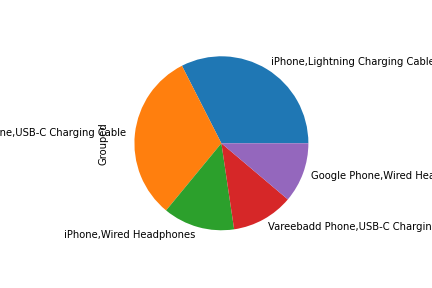 iPhone,Lightning Charging Cable
ne,USB-C Charging Cable
Grouped
Google Phone,Wired Hea
Vareebadd Phone,USB-C Chargin
iPhone,Wired Headphones